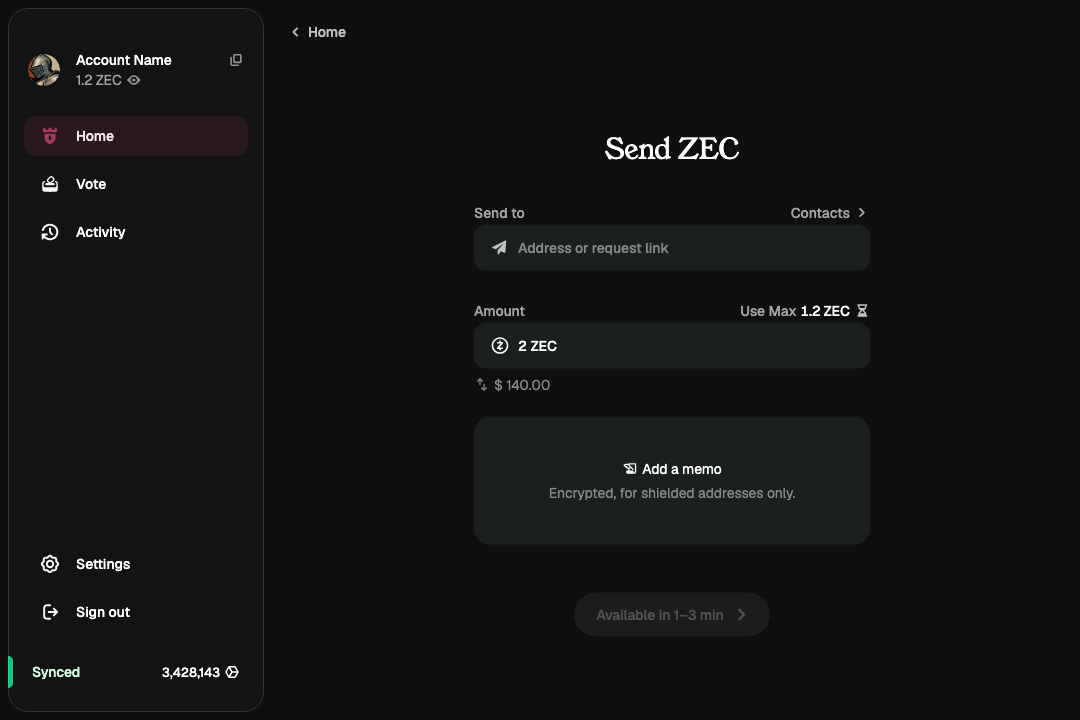 Account Name
1.2 ZEC
Home
Vote
Activity
Settings
Sign out
Synced
3,428,143
Home
Send ZEC
Send to
Contacts
Address or request link
Amount
Use Max 1.2 ZEC
2 ZEC
$ 140.00
Add a memo
Encrypted, for shielded addresses only.
Available in 1–3 min